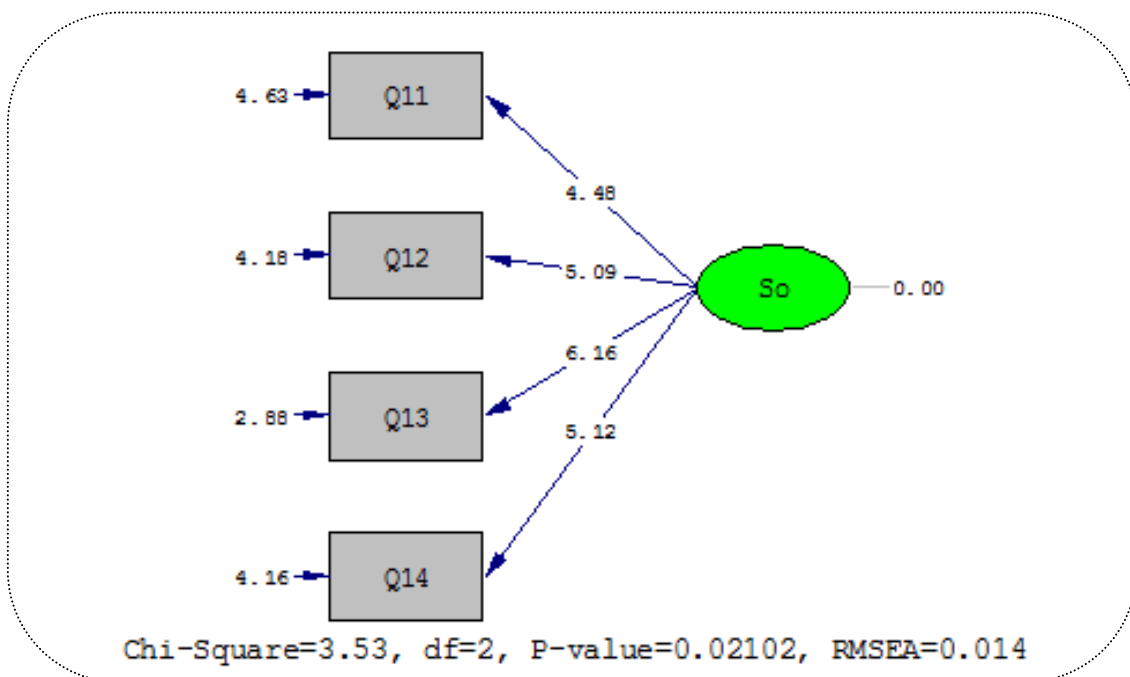 4.63
Q11
4.48
4.18
Q12
5.09
So
0.00
6.16
2.88
Q13
5.12
4.16
Q14
Chi-Square=3.53, df=2, P-value=0.02102, RMSEA=0.014